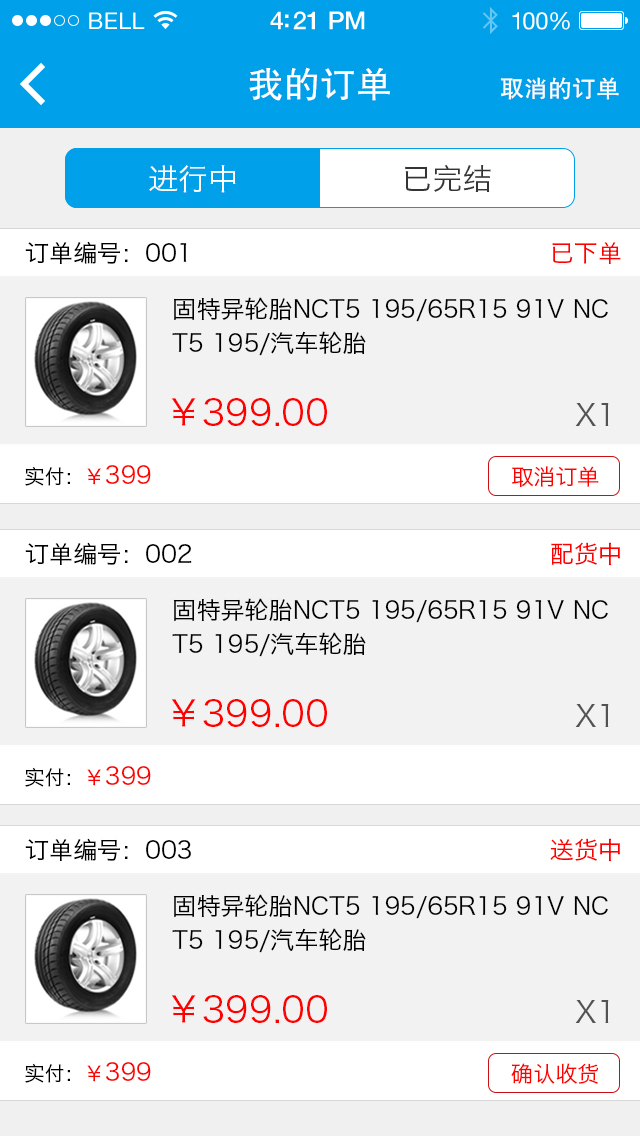 BELL 4:21 PM 100%
我的订单 取消的订单
进行中 已完结
订单编号：001 已下单
固特异轮胎NCT5 195/65R15 91V NC
T5 195/汽车轮胎
￥399.00 X1
实付：￥399 取消订单
订单编号：002 配货中
固特异轮胎NCT5 195/65R15 91V NC
T5 195/汽车轮胎
￥399.00 X1
实付：￥399
订单编号：003 送货中
固特异轮胎NCT5 195/65R15 91V NC
T5 195/汽车轮胎
￥399.00 X1
实付：￥399 确认收货